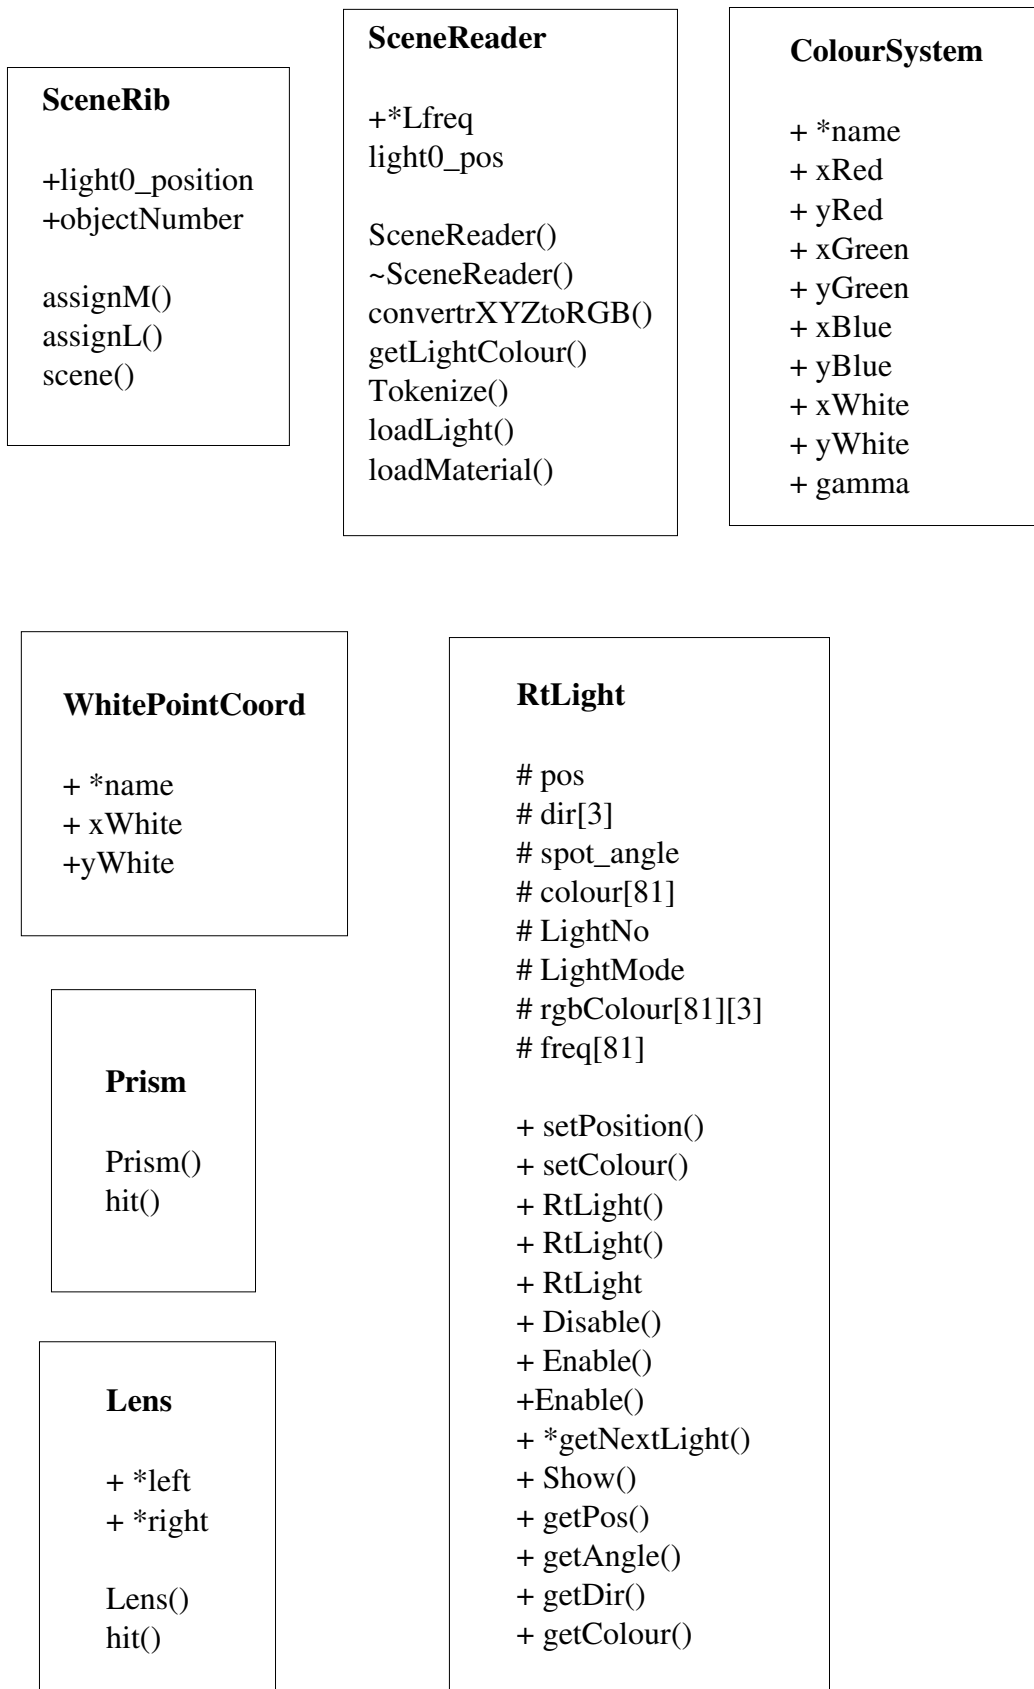 SceneRib
+light0_position
+objectNumber
assignM()
assignL()
scene()
SceneReader
+*Lfreq
light0_pos
SceneReader()
~SceneReader()
convertrXYZtoRGB()
getLightColour()
Tokenize()
loadLight()
loadMaterial()
ColourSystem
+ *name
+ xRed
+ yRed
+ xGreen
+ yGreen
+ xBlue
+ yBlue
+ xWhite
+ yWhite
+ gamma
WhitePointCoord
+ *name
+ xWhite
+yWhite
Prism
Prism()
hit()
Lens
+ *left
+ *right
Lens()
hit()
RtLight
# pos
# dir[3]
# spot_angle
# colour[81]
# LightNo
# LightMode
# rgbColour[81][3]
# freq[81]
+ setPosition()
+ setColour()
+ RtLight()
+ RtLight()
+ RtLight
+ Disable()
+ Enable()
+Enable()
+ *getNextLight()
+ Show()
+ getPos()
+ getAngle()
+ getDir()
+ getColour()